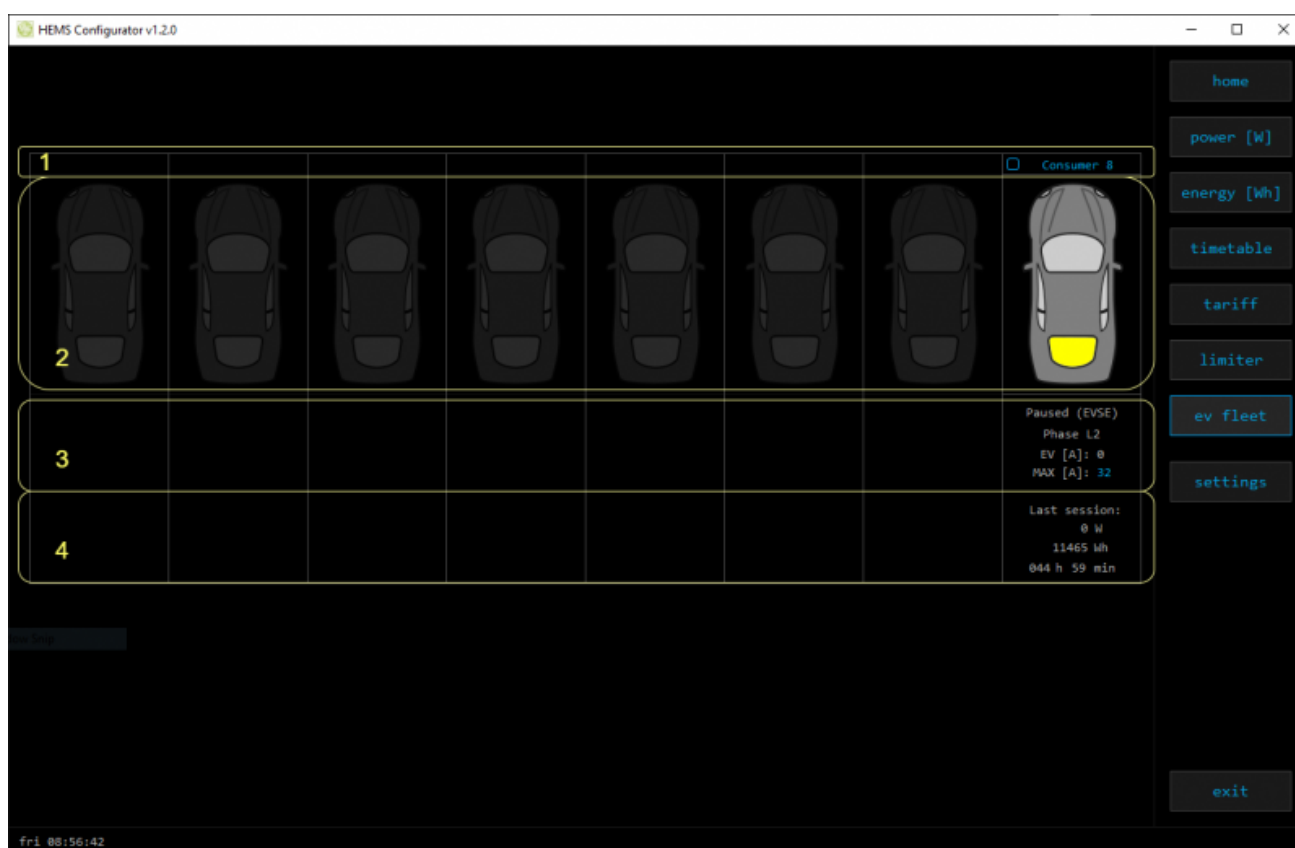 HEMS Configurator v1.2.0
home
power [W]
1
Consumer 8
energy [Wh]
timetable
tariff
2
limiter
Paused (EVSE)
ev fleet
Phase L2
3
EV [A]: 0
MAX [A]: 32
settings
Last session:
0 W
4
11465 Wh
044 h 59 min
exit
fri 08:56:42